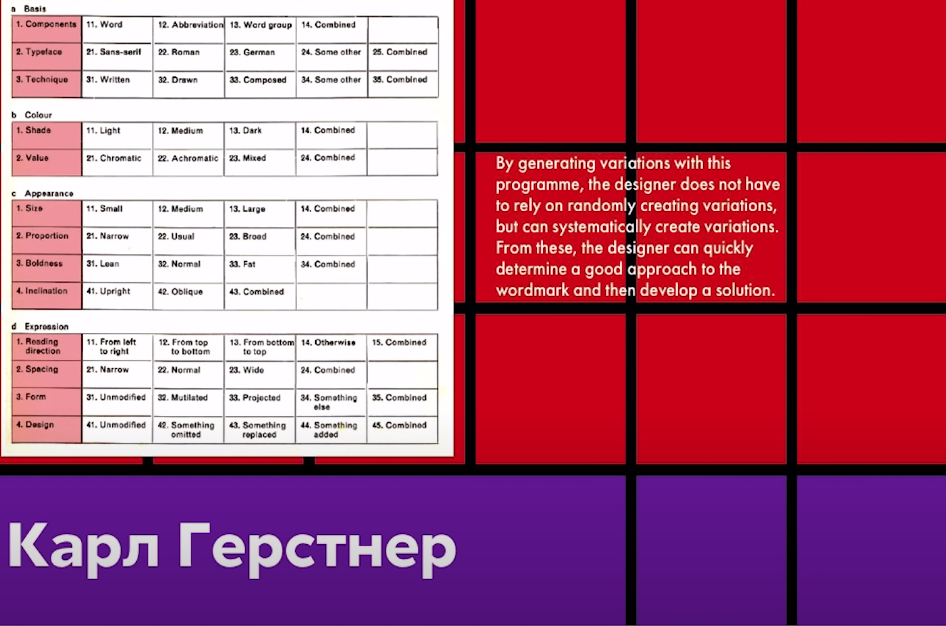 a Basis
1. Components 11. Word 12. Abbreviation 13. Word group 14. Combined
2. Typeface 21. Sans-serif 22. Roman 23. German 24. Some other 25. Combined
3. Technique 31. Written 32. Drawn 33. Composed 34. Some other 35. Combined
b Colour
1. Shade 11. Light 12. Medium 13. Dark 14. Combined
2. Value 21. Chromatic 22. Achromatic 23. Mixed 24. Combined
c Appearance
1. Size 11. Small 12. Medium 13. Large 14. Combined
2. Proportion 21. Narrow 22. Usual 23. Broad 24. Combined
3. Boldness 31. Lean 32. Normal 33. Fat 34. Combined
4. Inclination 41. Upright 42. Oblique 43. Combined
d Expression
1. Reading direction 11. From left to right 12. From top to bottom 13. From bottom to top 14. Otherwise 15. Combined
2. Spacing 21. Narrow 22. Normal 23. Wide 24. Combined
3. Form 31. Unmodified 32. Mutilated 33. Projected 34. Something else 35. Combined
4. Design 41. Unmodified 42. Something omitted 43. Something replaced 44. Something added 45. Combined
By generating variations with this
programme, the designer does not have
to rely on randomly creating variations,
but can systematically create variations.
From these, the designer can quickly
determine a good approach to the
wordmark and then develop a solution.
Карл Герстнер